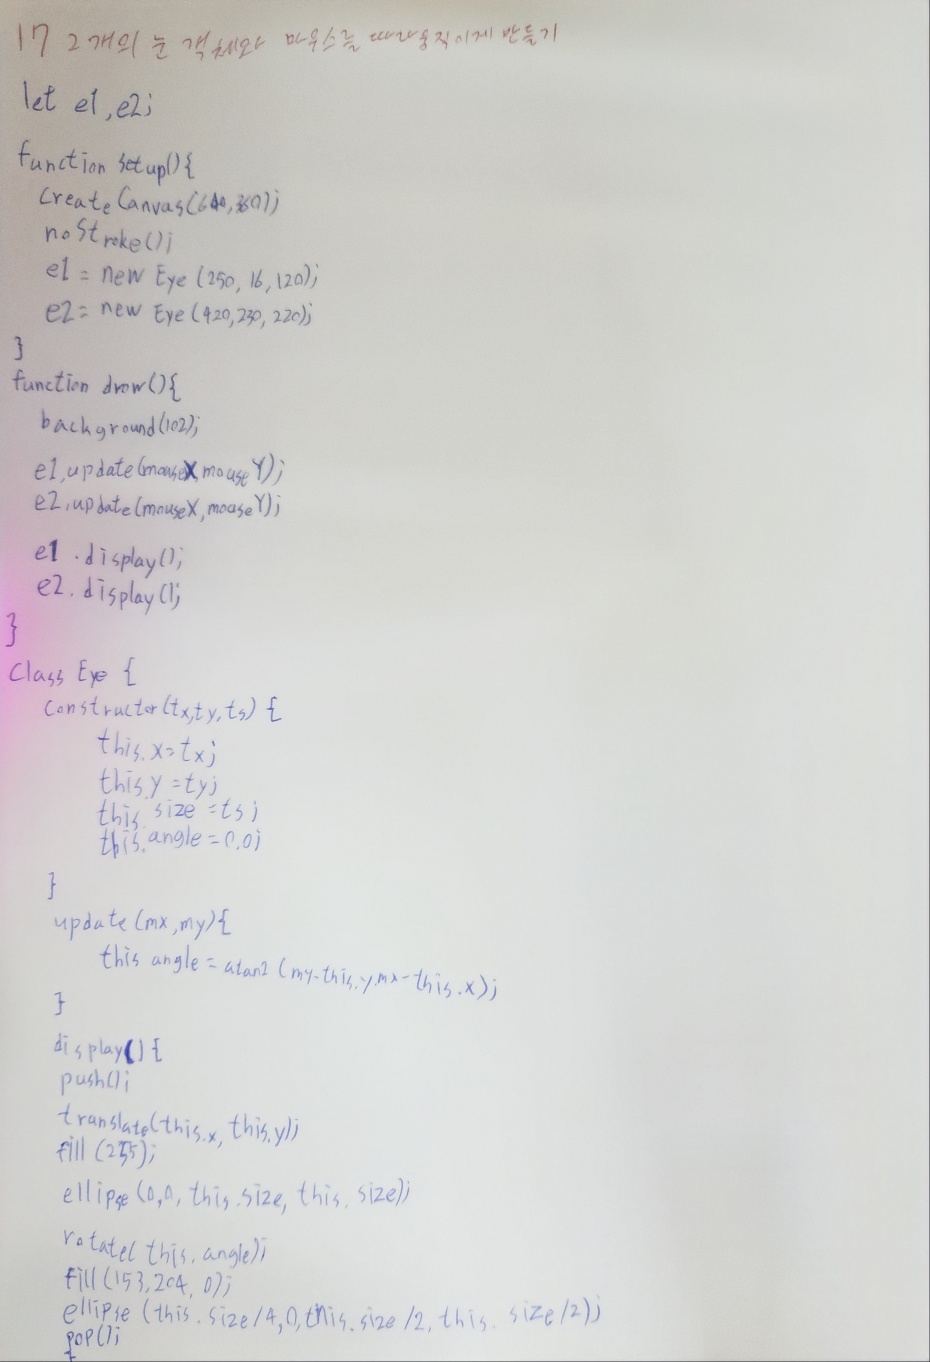 17 2개의 눈 객체와 마우스를 따라움직이게 만들기
let e1,e2;
function setup(){
createCanvas(640,360);
noStroke();
e1 = new Eye (250, 16, 120);
e2 = new Eye (420,230, 220);
}
function drow(){
background(102);
e1.update(mouseX,mouseY);
e2.update(mouseX,mouseY);
e1.display();
e2.display();
}
Class Eye {
constructor(tx,ty,ts) {
this.x=tx;
this.y=ty;
this.size=ts;
this.angle=0.0;
}
update (mx,my){
this angle = atan2 (my-this.y,mx-this.x);
}
display(){
push();
translate(this.x, this.y);
fill (255);
ellipse (0,0, this.size, this.size);
rotate( this.angle);
fill(153,204, 0);
ellipse (this.size/4,0,this.size/2, this.size/2);
pop();